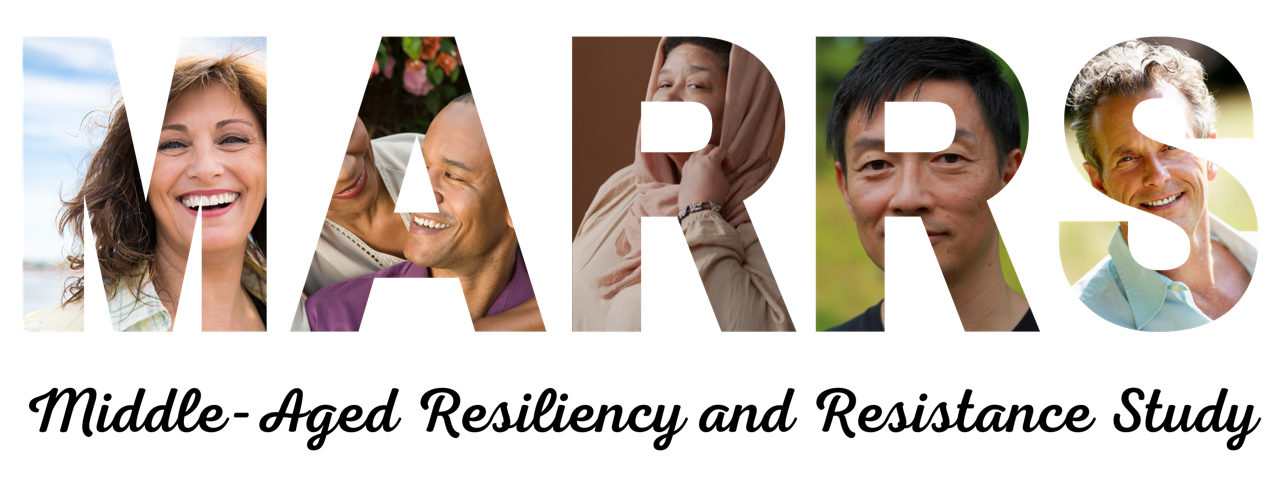 MARRS
Middle-Aged Resiliency and Resistance Study